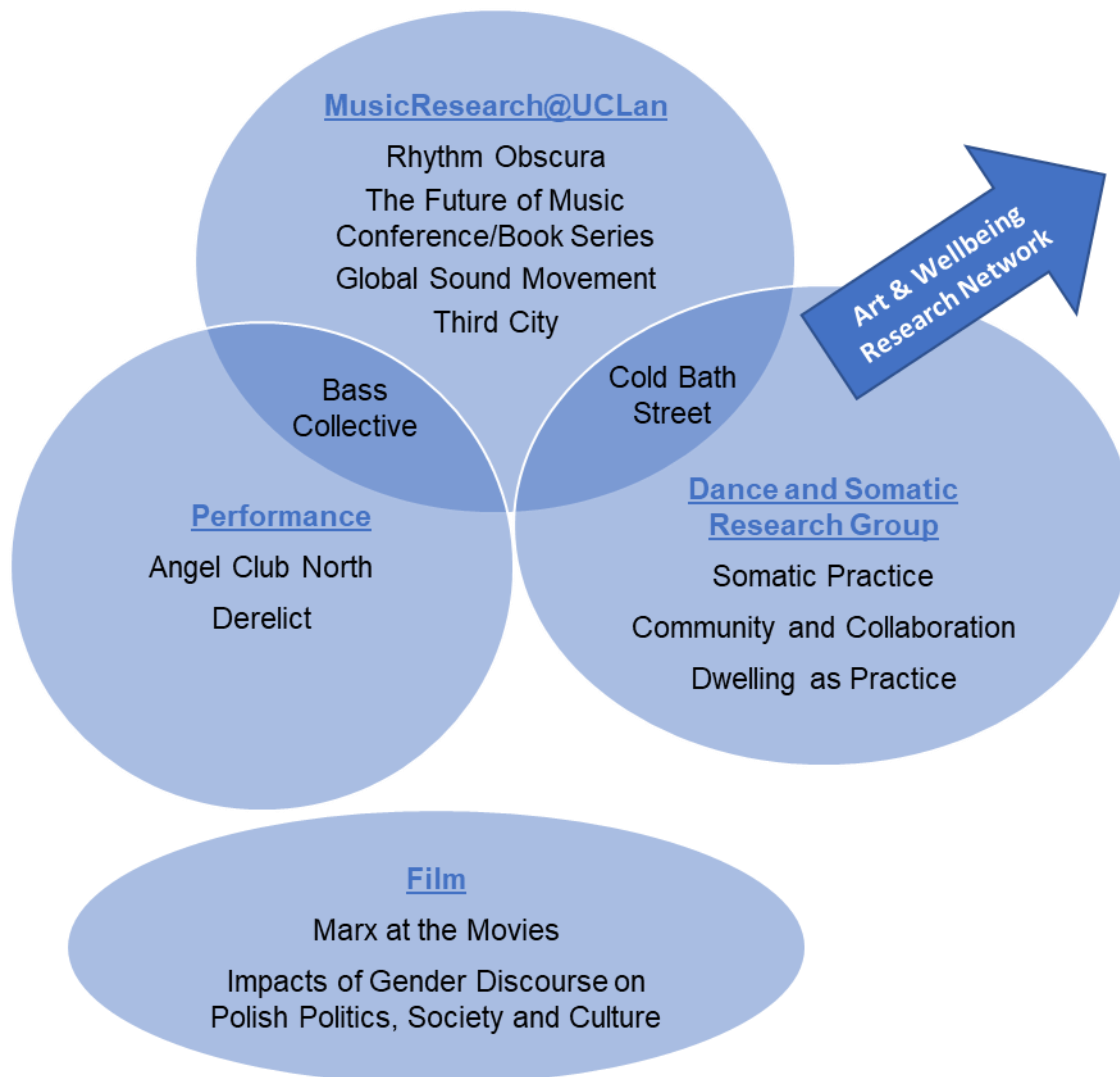 MusicResearch@UCLan
Rhythm Obscura
The Future of Music
Conference/Book Series
Global Sound Movement
Third City
Art & Wellbeing
Research Network
Bass
Collective
Cold Bath
Street
Performance
Angel Club North
Derelict
Dance and Somatic
Research Group
Somatic Practice
Community and Collaboration
Dwelling as Practice
Film
Marx at the Movies
Impacts of Gender Discourse on
Polish Politics, Society and Culture